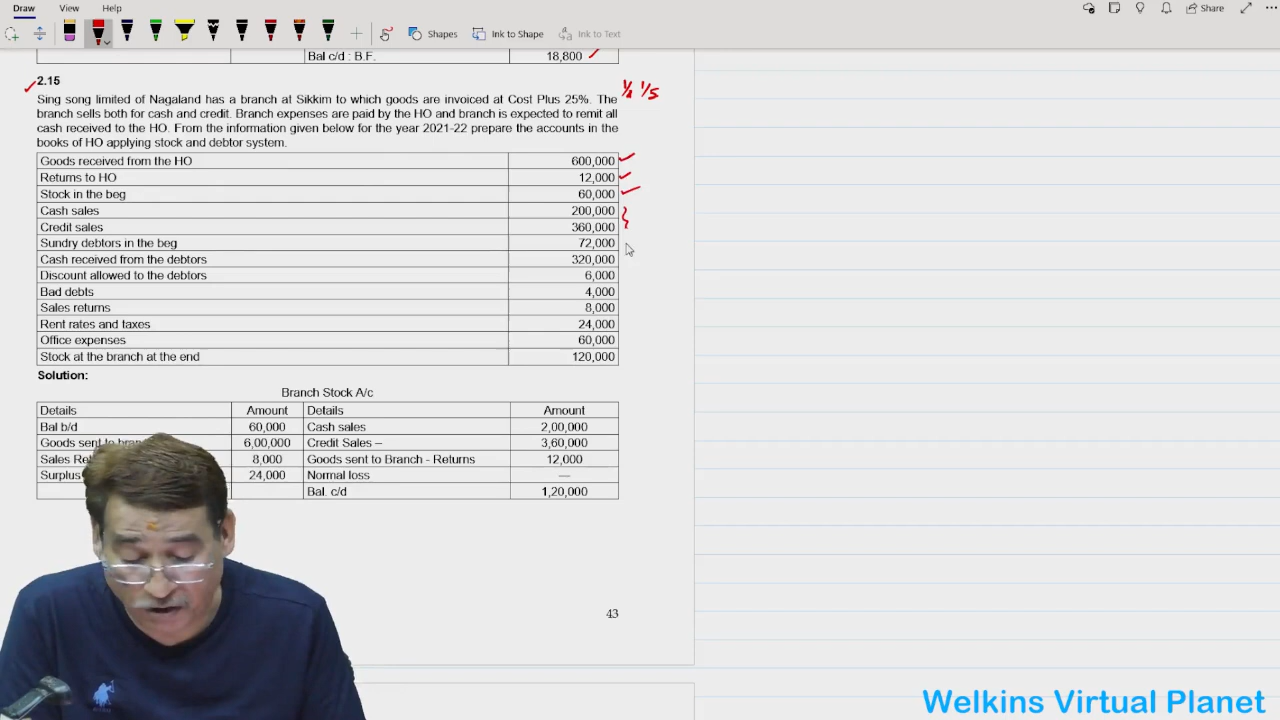 Draw View Help
Share
Shapes Ink to Shape Ink to Text
Bal c/d : B.F. 18,800
2.15
Sing song limited of Nagaland has a branch at Sikkim to which goods are invoiced at Cost Plus 25%. The 1/4 1/5
branch sells both for cash and credit. Branch expenses are paid by the HO and branch is expected to remit all
cash received to the HO. From the information given below for the year 2021-22 prepare the accounts in the
books of HO applying stock and debtor system.
Goods received from the HO 600,000
Returns to HO 12,000
Stock in the beg 60,000
Cash sales 200,000
Credit sales 360,000
Sundry debtors in the beg 72,000
Cash received from the debtors 320,000
Discount allowed to the debtors 6,000
Bad debts 4,000
Sales returns 8,000
Rent rates and taxes 24,000
Office expenses 60,000
Stock at the branch at the end 120,000
Solution:
Branch Stock A/c
Details Amount Details Amount
Bal b/d 60,000 Cash sales 2,00,000
Goods sent to 6,00,000 Credit Sales – 3,60,000
Sales 8,000 Goods sent to Branch - Returns 12,000
Surplus 24,000 Normal loss —
Bal. c/d 1,20,000
43
Welkins Virtual Planet